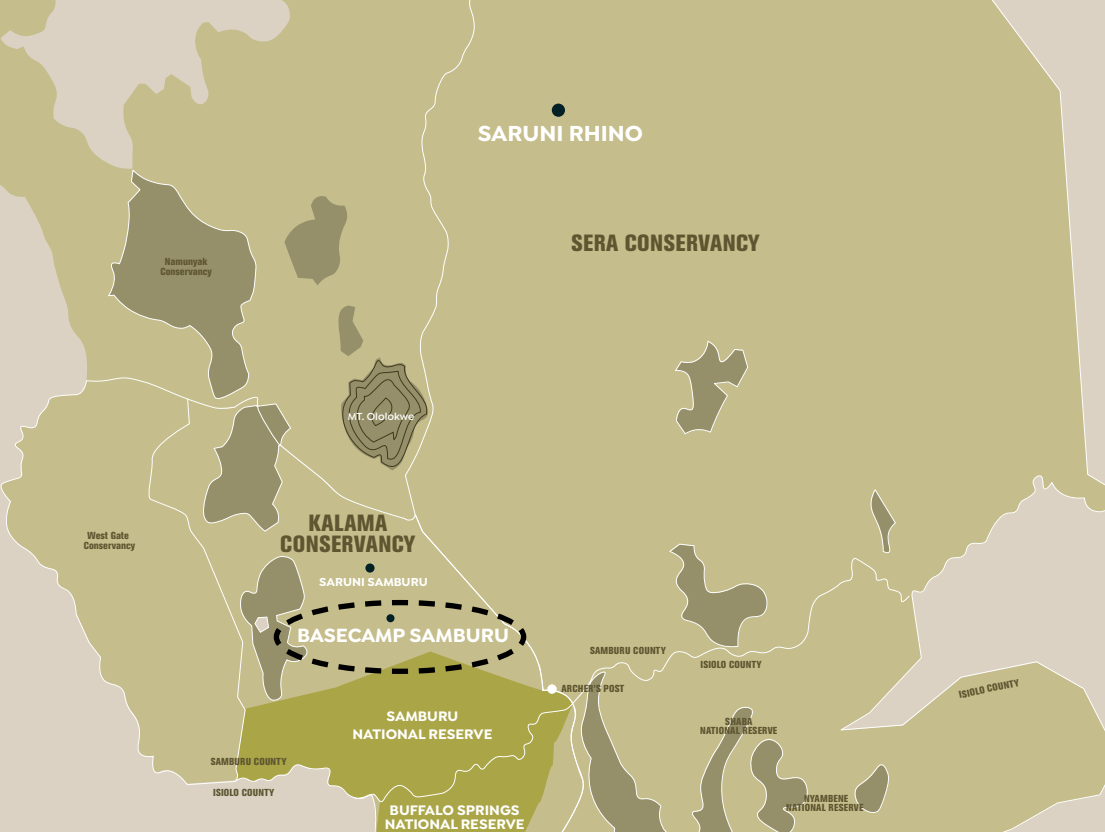 SARUNI RHINO
SERA CONSERVANCY
Namunyak
Conservancy
MT. Ololokwe
KALAMA
CONSERVANCY
West Gate
Conservancy
SARUNI SAMBURU
BASECAMP SAMBURU
SAMBURU COUNTY
ISIOLO COUNTY
ARCHER'S POST
ISIOLO COUNTY
SAMBURU
NATIONAL RESERVE
SHABA
NATIONAL RESERVE
SAMBURU COUNTY
ISIOLO COUNTY
NYAMBENE
NATIONAL RESERVE
BUFFALO SPRINGS
NATIONAL RESERVE